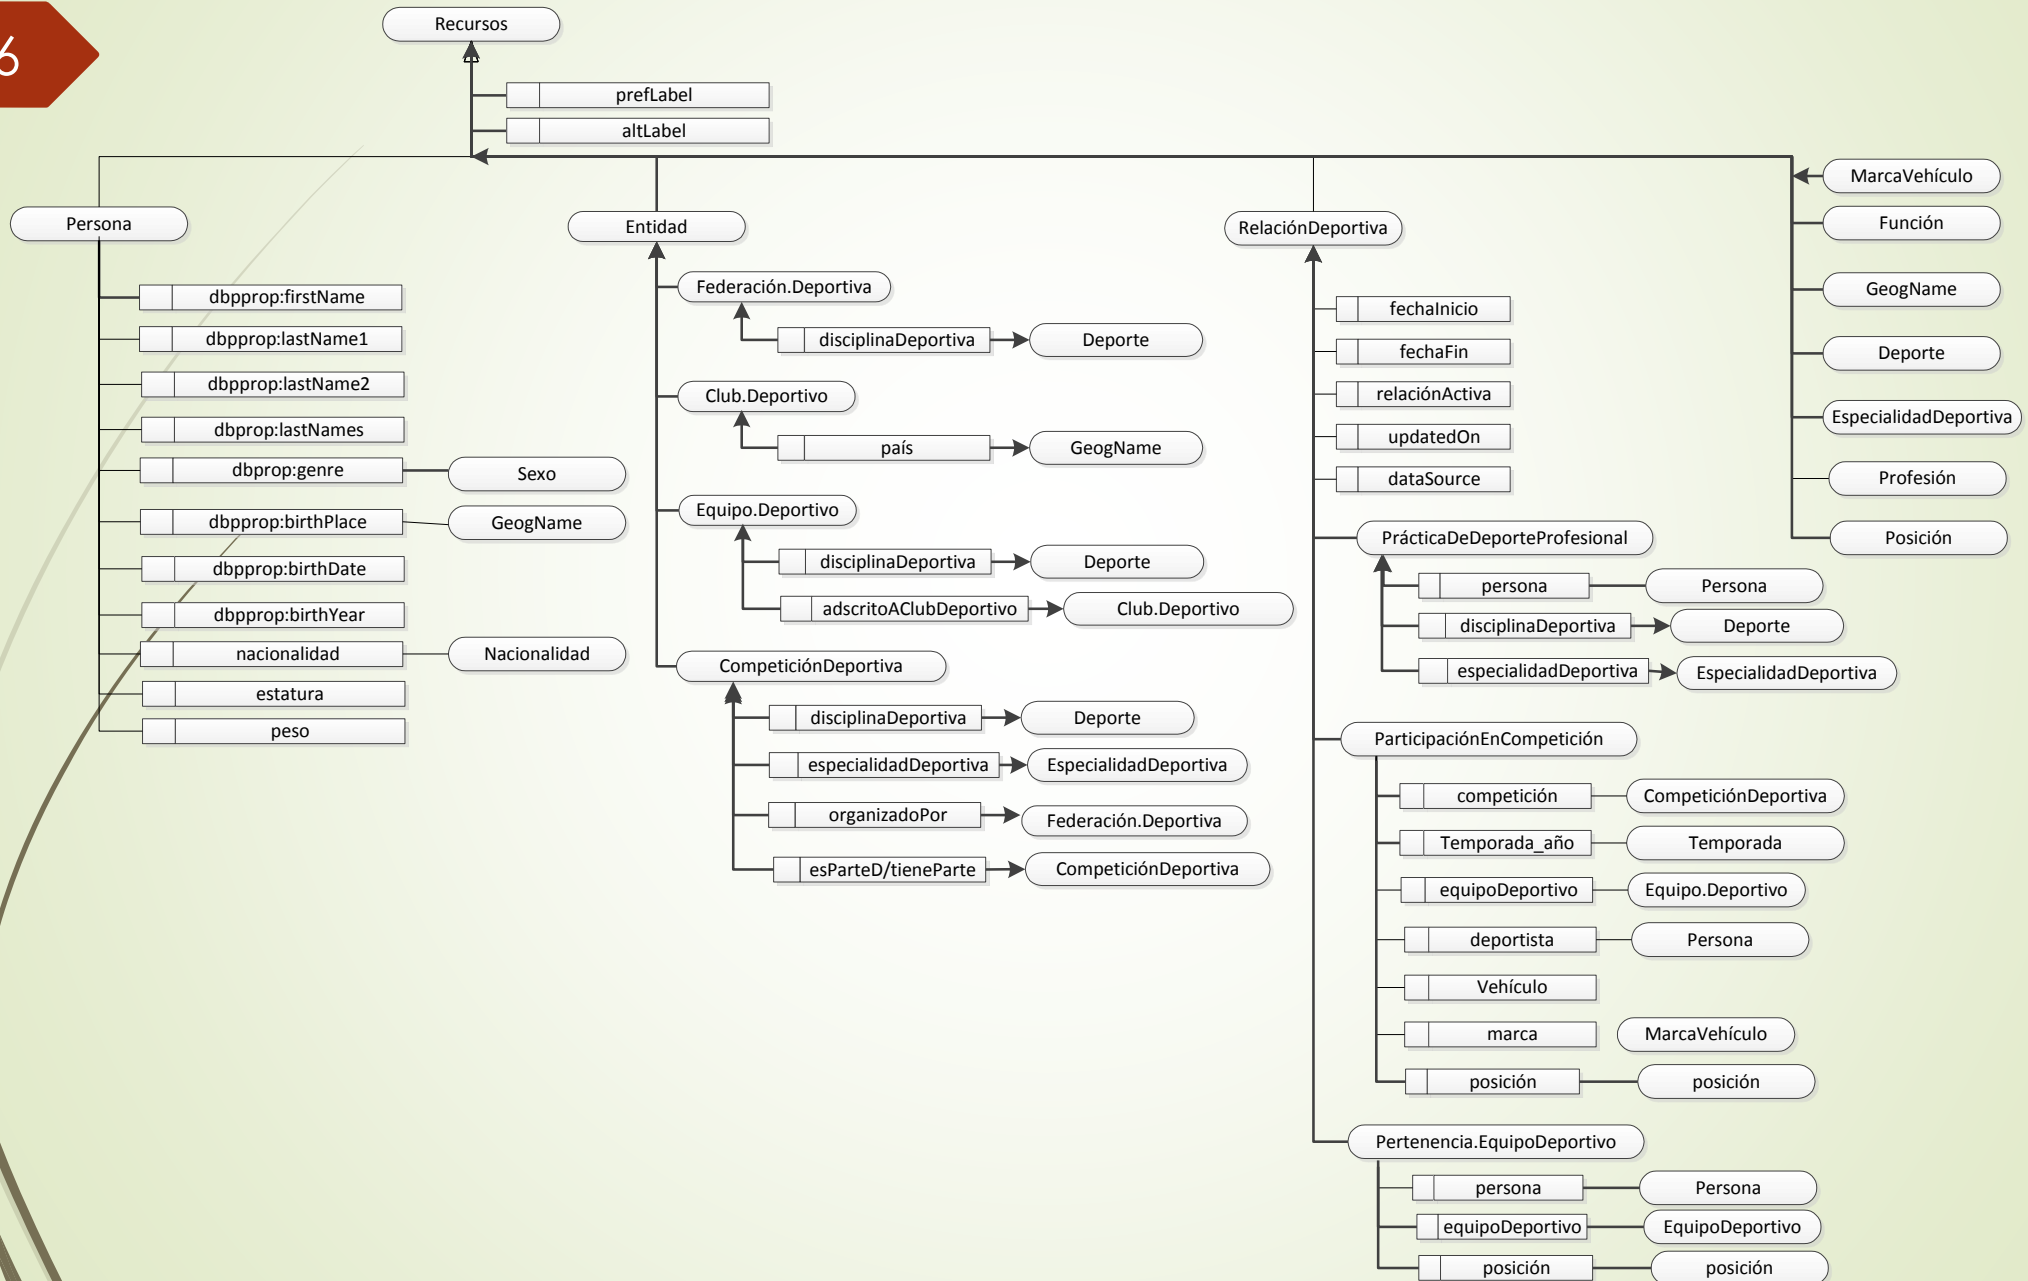 6
Recursos
prefLabel
altLabel
Persona
dbpprop:firstName
dbpprop:lastName1
dbpprop:lastName2
dbprop:lastNames
dbprop:genre
Sexo
dbpprop:birthPlace
GeogName
dbpprop:birthDate
dbpprop:birthYear
nacionalidad
Nacionalidad
estatura
peso
Entidad
Federación.Deportiva
disciplinaDeportiva
Deporte
Club.Deportivo
país
GeogName
Equipo.Deportivo
disciplinaDeportiva
Deporte
adscritoAClubDeportivo
Club.Deportivo
CompeticiónDeportiva
disciplinaDeportiva
Deporte
especialidadDeportiva
EspecialidadDeportiva
organizadoPor
Federación.Deportiva
esParteD/tieneParte
CompeticiónDeportiva
RelaciónDeportiva
fechaInicio
fechaFin
relaciónActiva
updatedOn
dataSource
PrácticaDeDeporteProfesional
persona
Persona
disciplinaDeportiva
Deporte
especialidadDeportiva
EspecialidadDeportiva
ParticipaciónEnCompetición
competición
CompeticiónDeportiva
Temporada_año
Temporada
equipoDeportivo
Equipo.Deportivo
deportista
Persona
Vehículo
marca
MarcaVehículo
posición
posición
Pertenencia.EquipoDeportivo
persona
Persona
equipoDeportivo
EquipoDeportivo
posición
posición
MarcaVehículo
Función
GeogName
Deporte
EspecialidadDeportiva
Profesión
Posición